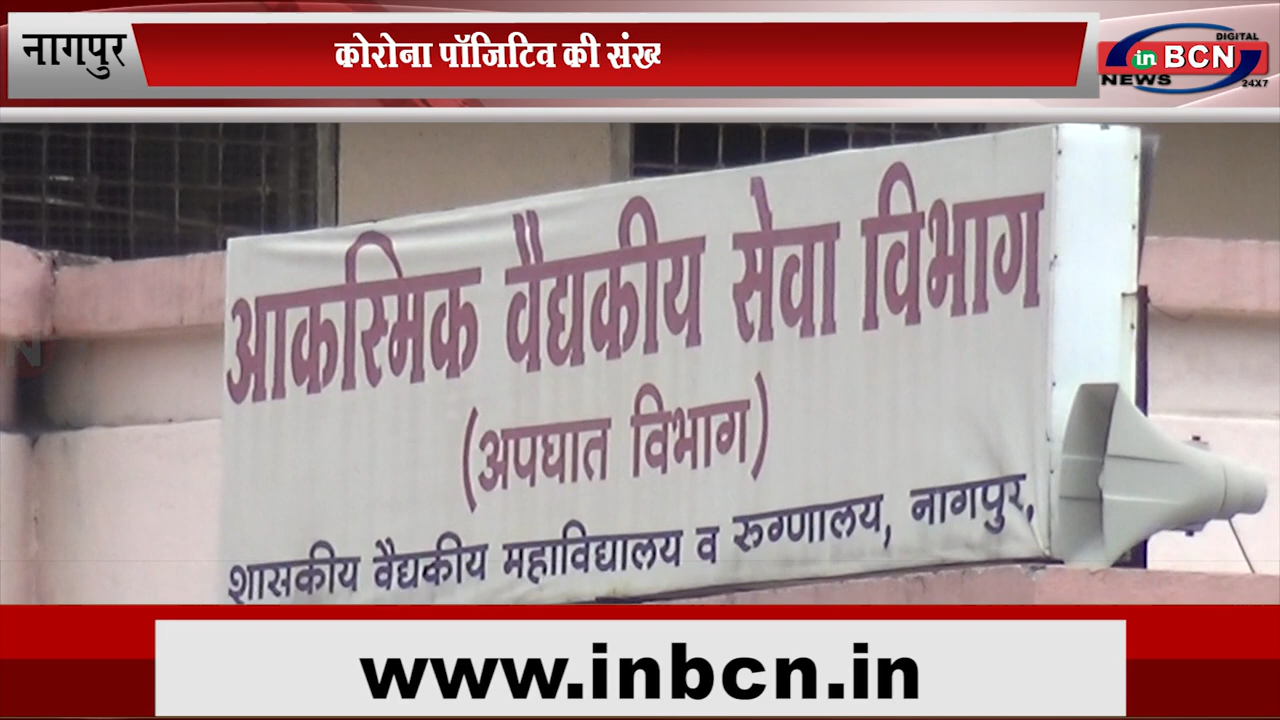 नागपुर
कोरोना पॉजिटिव की संख
DIGITAL
in BCN
NEWS
24X7
आकस्मिक वैद्यकीय सेवा विभाग
(अपघात विभाग)
शासकीय वैद्यकीय महाविद्यालय व रुग्णालय, नागपुर,
www.inbcn.in